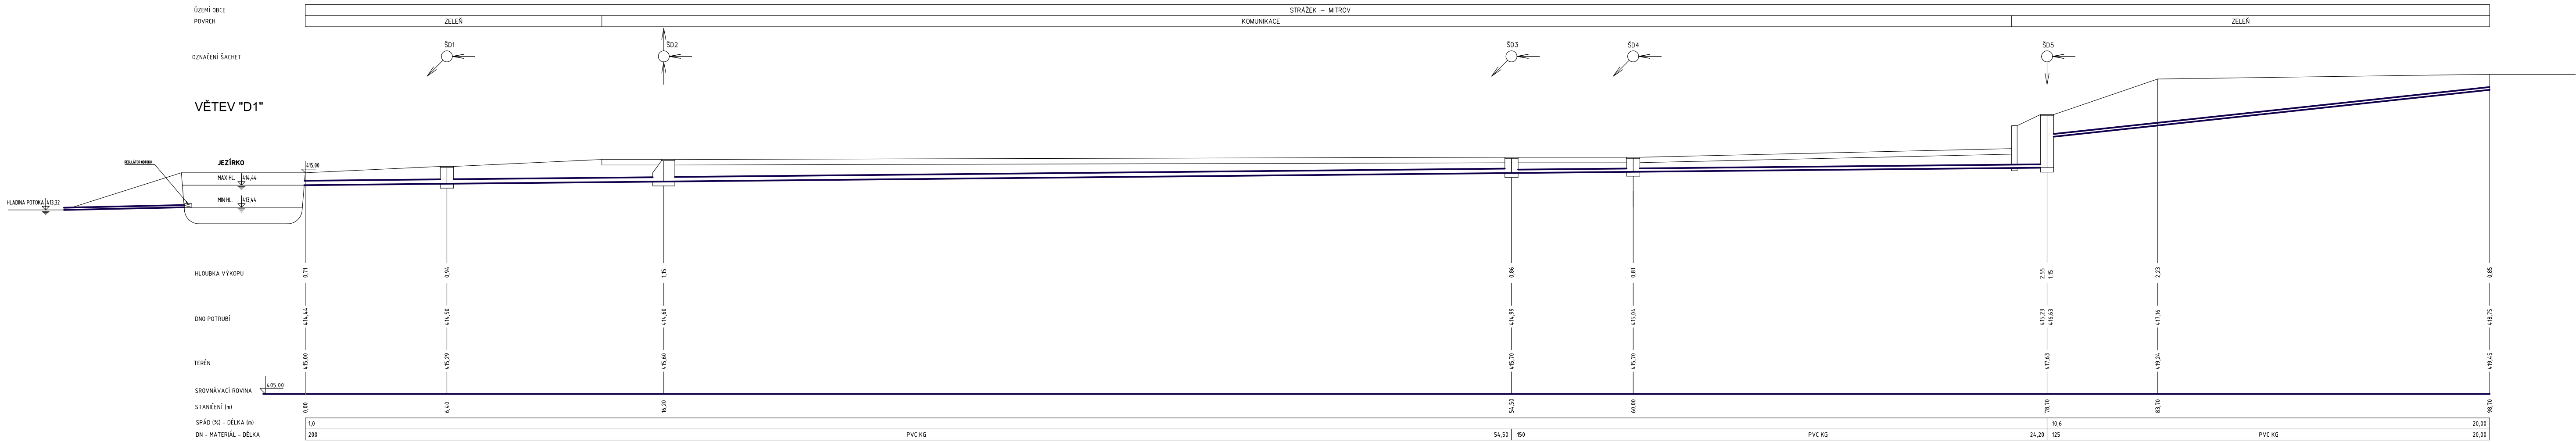 ÚZEMÍ OBCE STRÁŽEK – MITROV
POVRCH ZELEŇ KOMUNIKACE ZELEŇ
OZNAČENÍ ŠACHET ŠD1 ŠD2 ŠD3 ŠD4 ŠD5
VĚTEV "D1"
REGULÁTOR ODTOKU JEZÍRKO 415,00
MAX HL. 414,44
HLADINA POTOKA 413,32 MIN HL. 413,44
HLOUBKA VÝKOPU 0,71 0,94 1,15 0,86 0,81 2,55 1,15 2,23 0,85
DNO POTRUBÍ 414,44 414,50 414,60 414,99 415,04 415,23 416,63 417,16 418,75
TERÉN 415,00 415,29 415,60 415,70 415,70 417,63 419,24 419,45
SROVNÁVACÍ ROVINA 405,00
STANIČENÍ (m) 0,00 6,40 16,20 54,50 60,00 78,70 83,70 98,70
SPÁD (%) - DÉLKA (m) 1,0 10,6 20,00
DN - MATERIÁL - DÉLKA 200 PVC KG 54,50 150 PVC KG 24,20 125 PVC KG 20,00